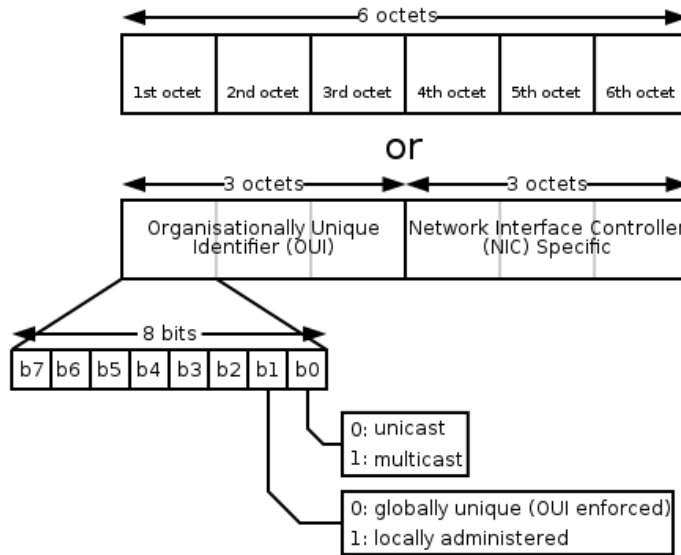 6 octets
1st octet 2nd octet 3rd octet 4th octet 5th octet 6th octet
or
3 octets 3 octets
Organisationally Unique
Identifier (OUI)
Network Interface Controller
(NIC) Specific
8 bits
b7 b6 b5 b4 b3 b2 b1 b0
0: unicast
1: multicast
0: globally unique (OUI enforced)
1: locally administered